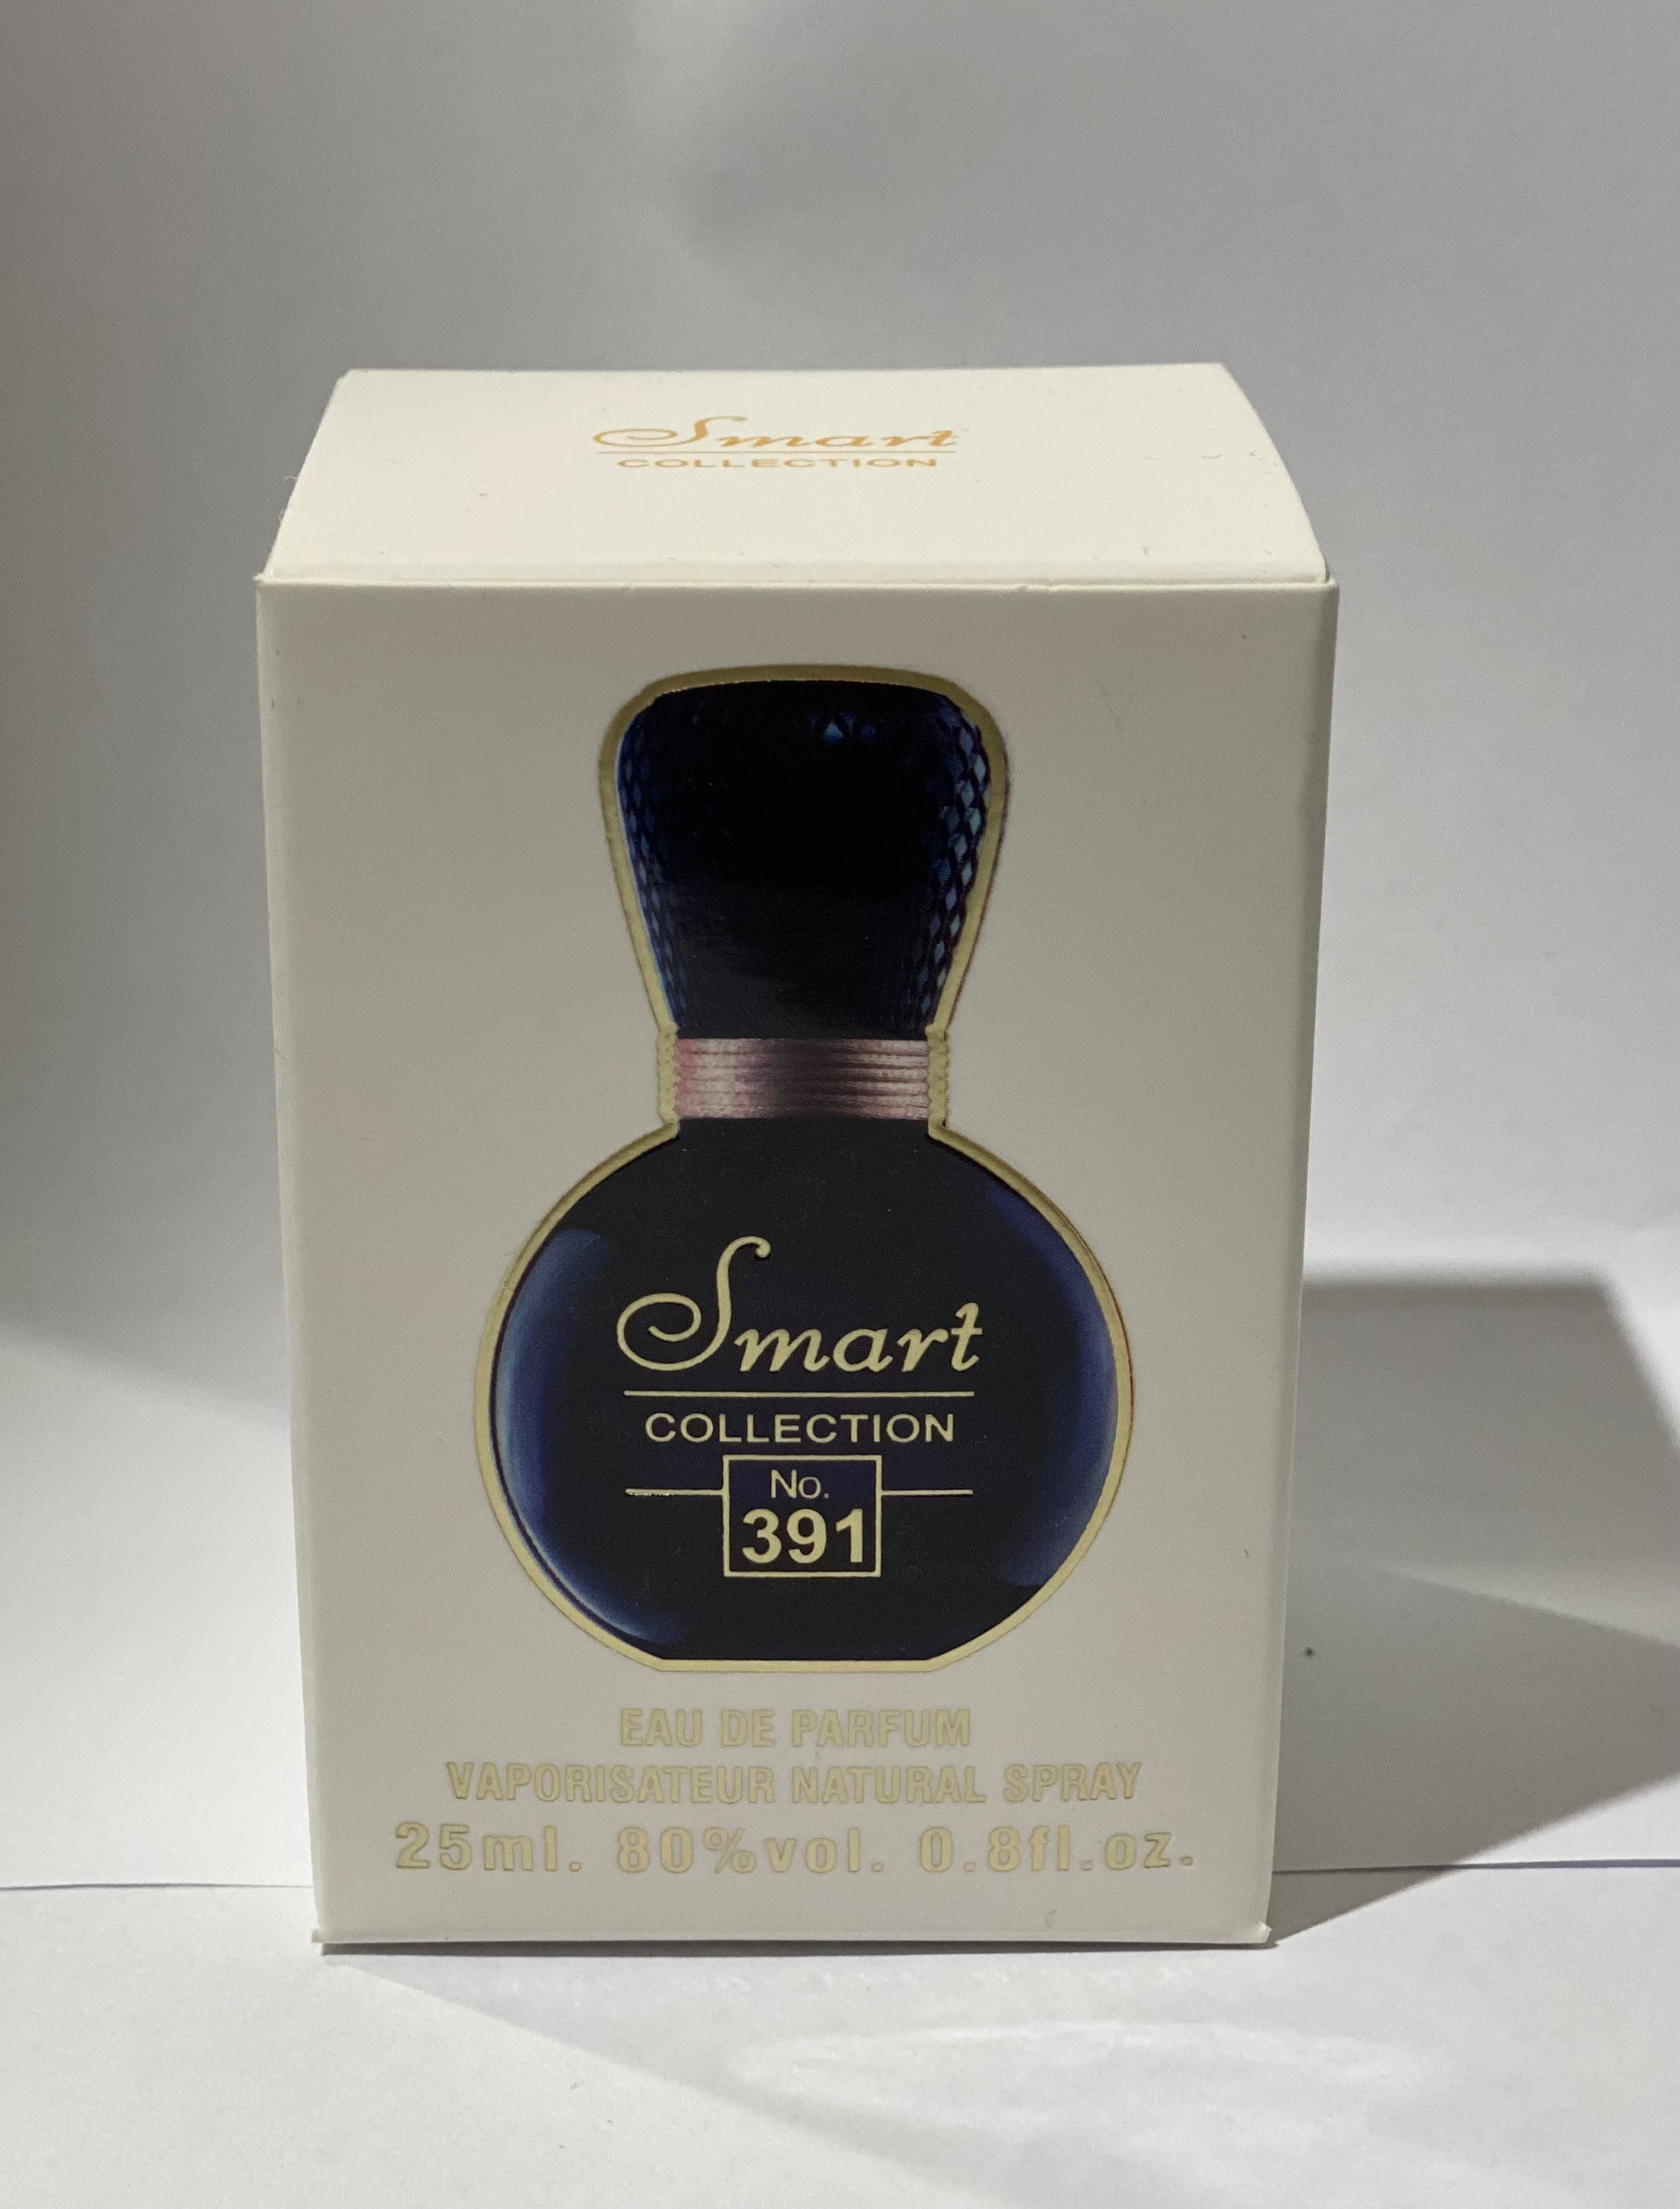 Smart
COLLECTION
Smart
COLLECTION
No.
391
EAU DE PARFUM
VAPORISATEUR NATURAL SPRAY
25ml. 80%vol. 0.8fl.oz.